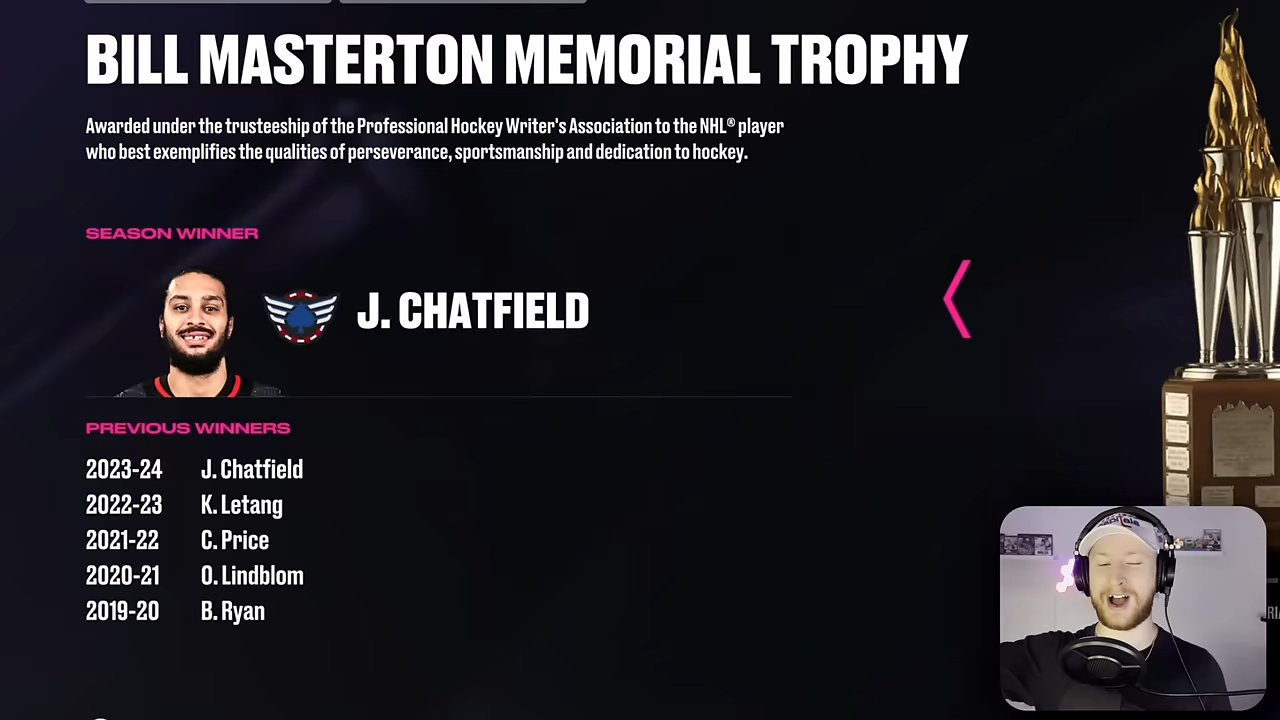 BILL MASTERTON MEMORIAL TROPHY
Awarded under the trusteeship of the Professional Hockey Writer's Association to the NHL® player
who best exemplifies the qualities of perseverance, sportsmanship and dedication to hockey.
SEASON WINNER
J. CHATFIELD
PREVIOUS WINNERS
2023-24 J. Chatfield
2022-23 K. Letang
2021-22 C. Price
2020-21 O. Lindblom
2019-20 B. Ryan